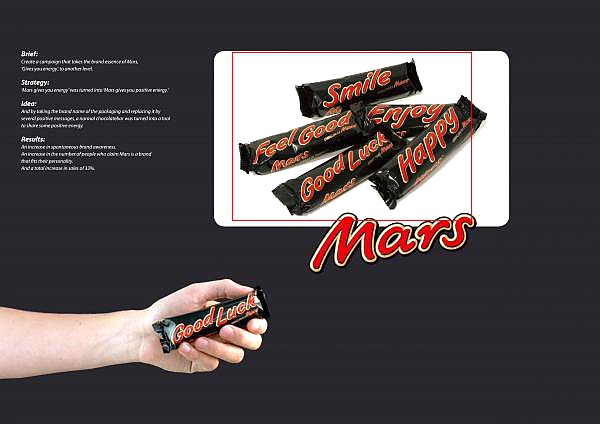 Brief:
Create a campaign that takes the brand essence of Mars,
'Gives you energy', to another level.
Strategy:
'Mars gives you energy' was turned into 'Mars gives you positive energy.'
Idea:
And by taking the brand name of the packaging and replacing it by
several positive messages, a normal chocolatebar was turned into a tool
to share some positive energy.
Results:
An increase in spontaneous brand awareness.
An increase in the number of people who claim Mars is a brand
that fits their personality.
And a total increase in sales of 13%.
Smile
Mars
Feel Good
Mars
Enjoy
Good Luck
Mars
Happy
Mars
Good Luck